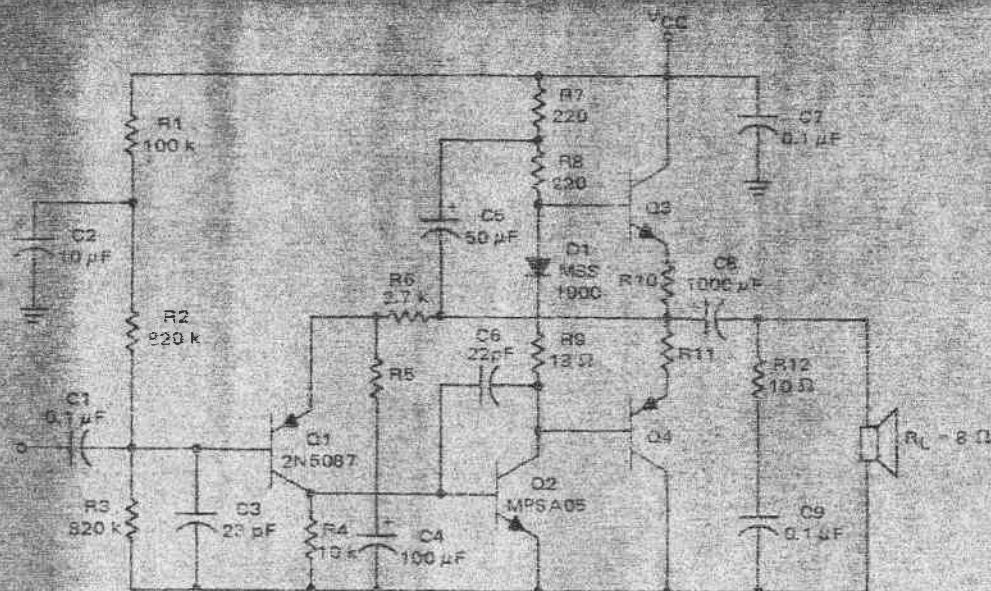 VCC
R7
220
R1
100 k
C7
0.1 µF
R8
220
Q3
C5
50 µF
C2
10 µF
D1
MSS
1000
R10
C8
1000 µF
R6
2.7 k
R2
820 k
C6
22pF
R9
R11
R5
R12
10 Ω
C1
0.1 µF
Q1
2N5087
Q4
RL = 8 Ω
Q2
MPSA05
R3
820 k
C3
23 pF
R4
10 k
C4
100 µF
C9
0.1 µF